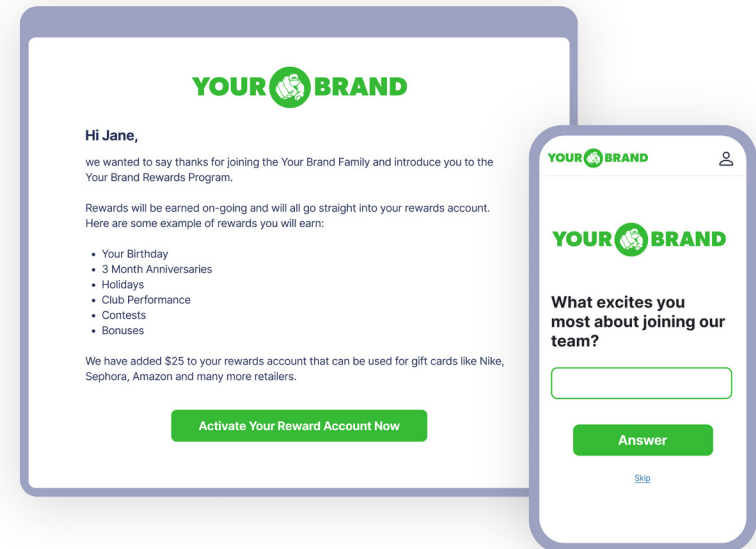 YOUR BRAND
Hi Jane,
we wanted to say thanks for joining the Your Brand Family and introduce you to the
Your Brand Rewards Program.
Rewards will be earned on-going and will all go straight into your rewards account.
Here are some example of rewards you will earn:
• Your Birthday
• 3 Month Anniversaries
• Holidays
• Club Performance
• Contests
• Bonuses
We have added $25 to your rewards account that can be used for gift cards like Nike,
Sephora, Amazon and many more retailers.
Activate Your Reward Account Now
YOUR BRAND
YOUR BRAND
What excites you
most about joining our
team?
Answer
Skip